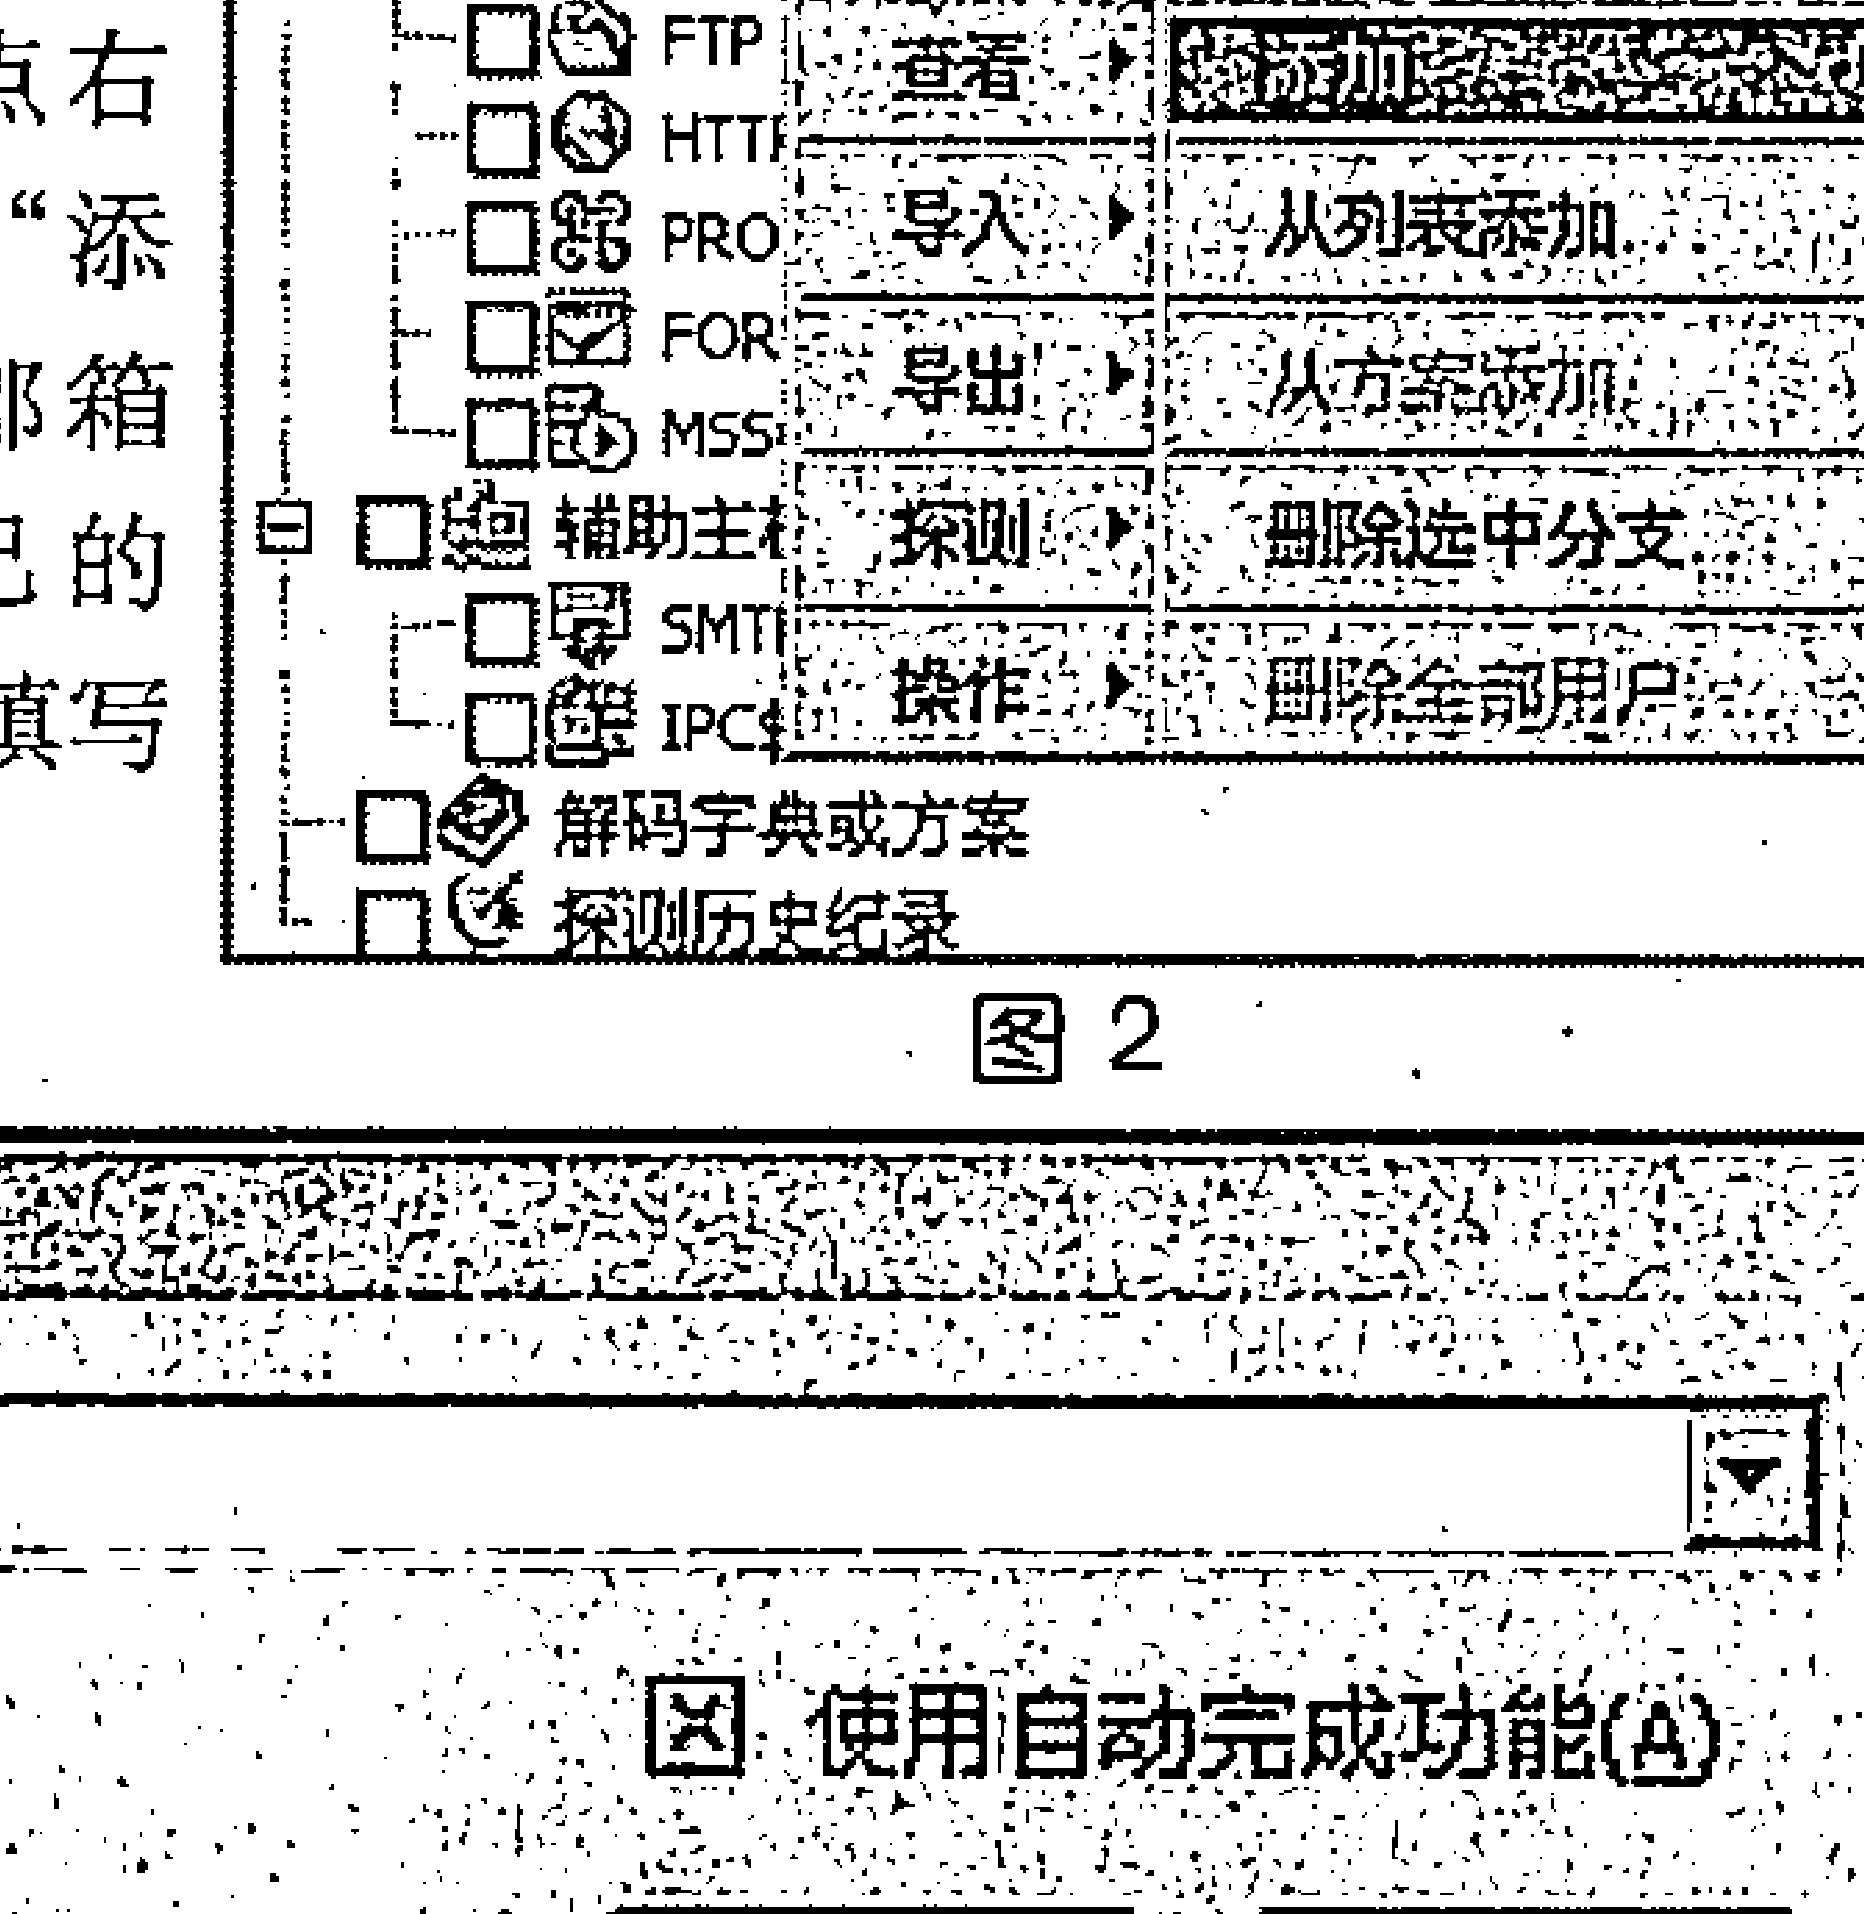 点右
“添
箱
的
填写
FTP
HTTP
PRO
FOR
MSS
辅助主机
SMTP
IPC$
解码字典或方案
探测历史纪录
查看
导入
导出
探测
操作
添加
从列表添加...
从方案添加
删除选中分支
删除全部用户
图 2
使用自动完成功能(A)